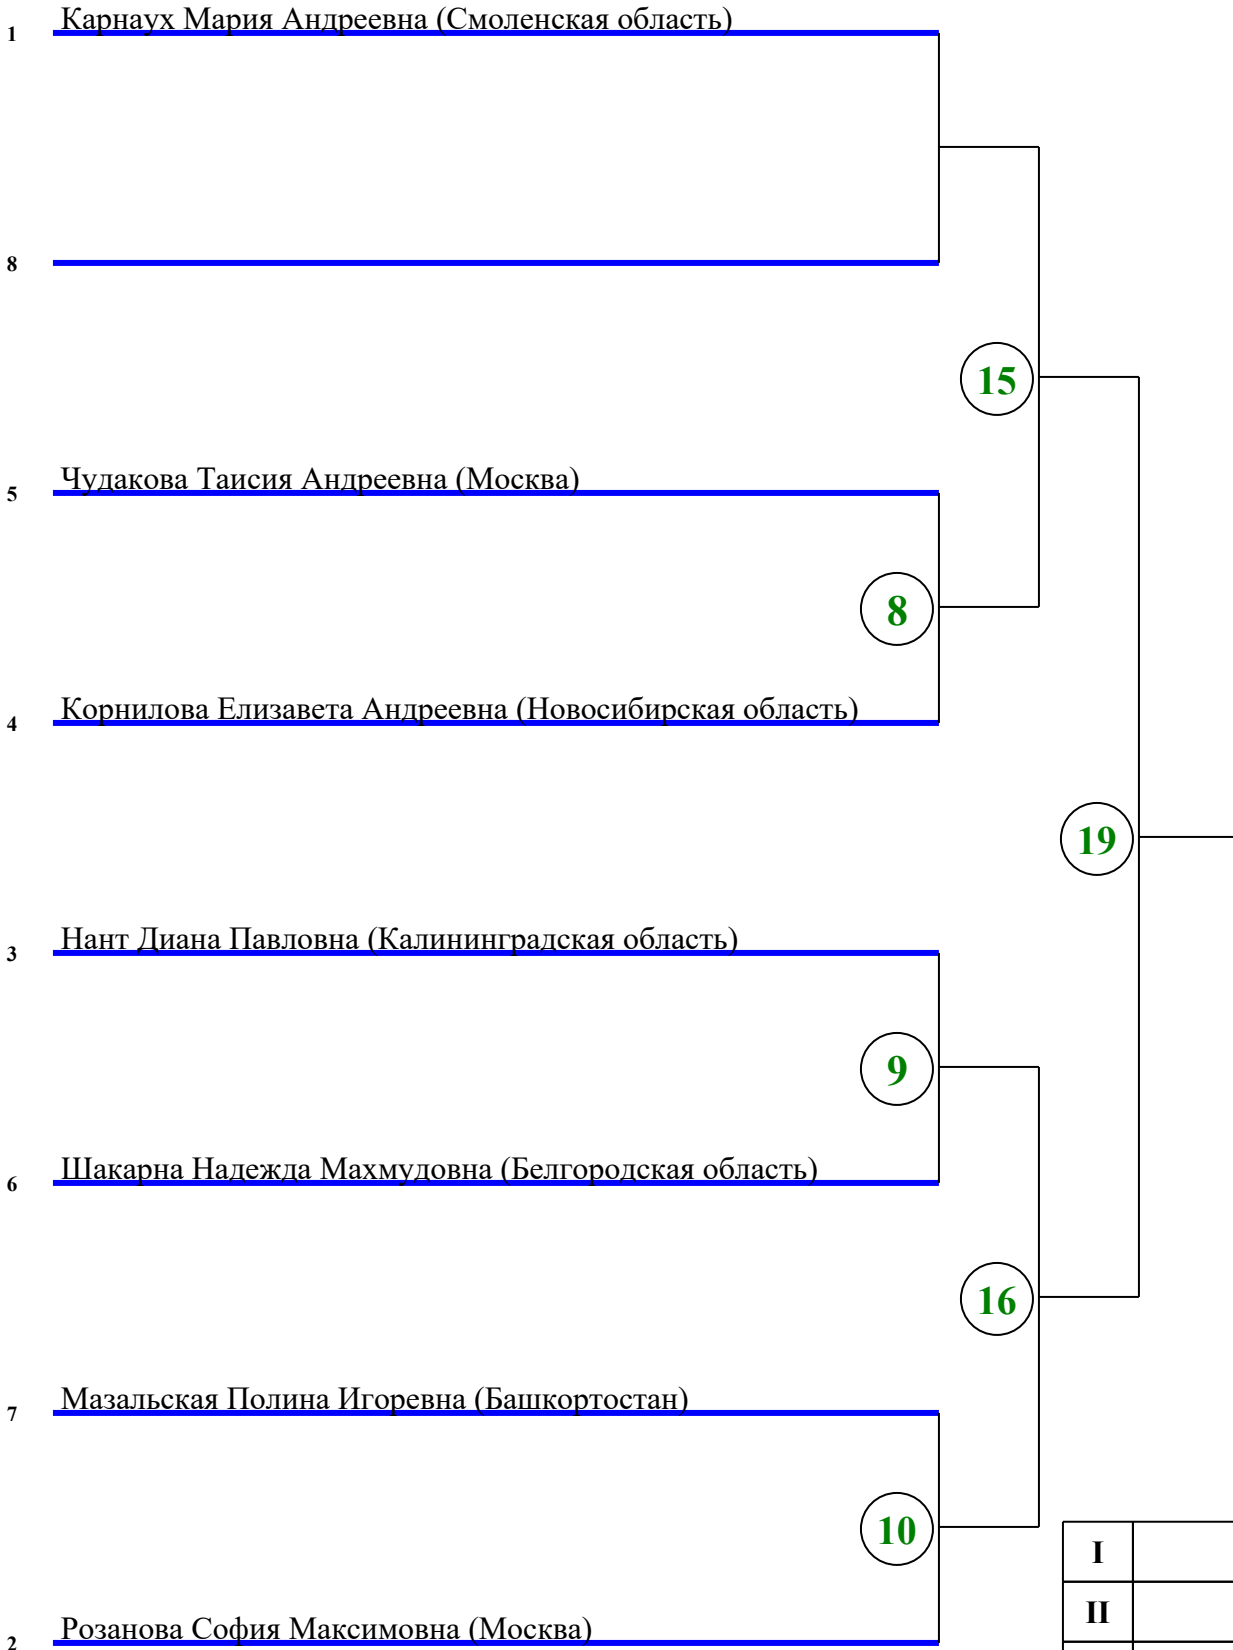 1 Карнаух Мария Андреевна (Смоленская область)
8
15
5 Чудакова Таисия Андреевна (Москва)
8
4 Корнилова Елизавета Андреевна (Новосибирская область)
19
3 Нант Диана Павловна (Калининградская область)
9
6 Шакарна Надежда Махмудовна (Белгородская область)
16
7 Мазальская Полина Игоревна (Башкортостан)
10
I
II
2 Розанова София Максимовна (Москва)